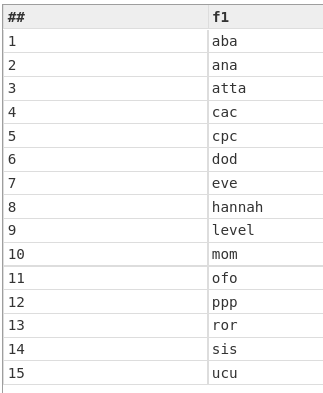 ## f1
1 aba
2 ana
3 atta
4 cac
5 cpc
6 dod
7 eve
8 hannah
9 level
10 mom
11 ofo
12 ppp
13 ror
14 sis
15 ucu